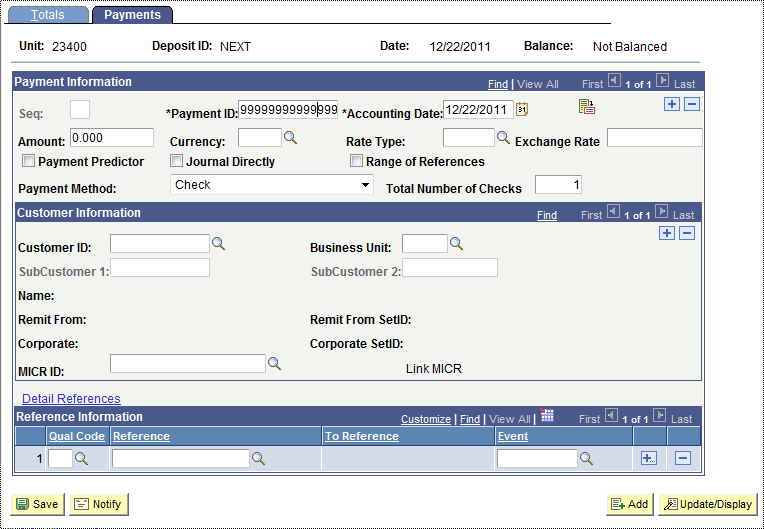 Totals Payments
Unit: 23400 Deposit ID: NEXT Date: 12/22/2011 Balance: Not Balanced
Payment Information Find | View All First 1 of 1 Last
Seq: *Payment ID: 99999999999999 *Accounting Date: 12/22/2011 31
Amount: 0.000 Currency: Rate Type: Exchange Rate
Payment Predictor Journal Directly Range of References
Payment Method: Check Total Number of Checks 1
Customer Information Find First 1 of 1 Last
Customer ID: Business Unit:
SubCustomer 1: SubCustomer 2:
Name:
Remit From: Remit From SetID:
Corporate: Corporate SetID:
MICR ID: Link MICR
Detail References
Reference Information Customize | Find | View All | First 1 of 1 Last
Qual Code Reference To Reference Event
1
Save Notify Add Update/Display